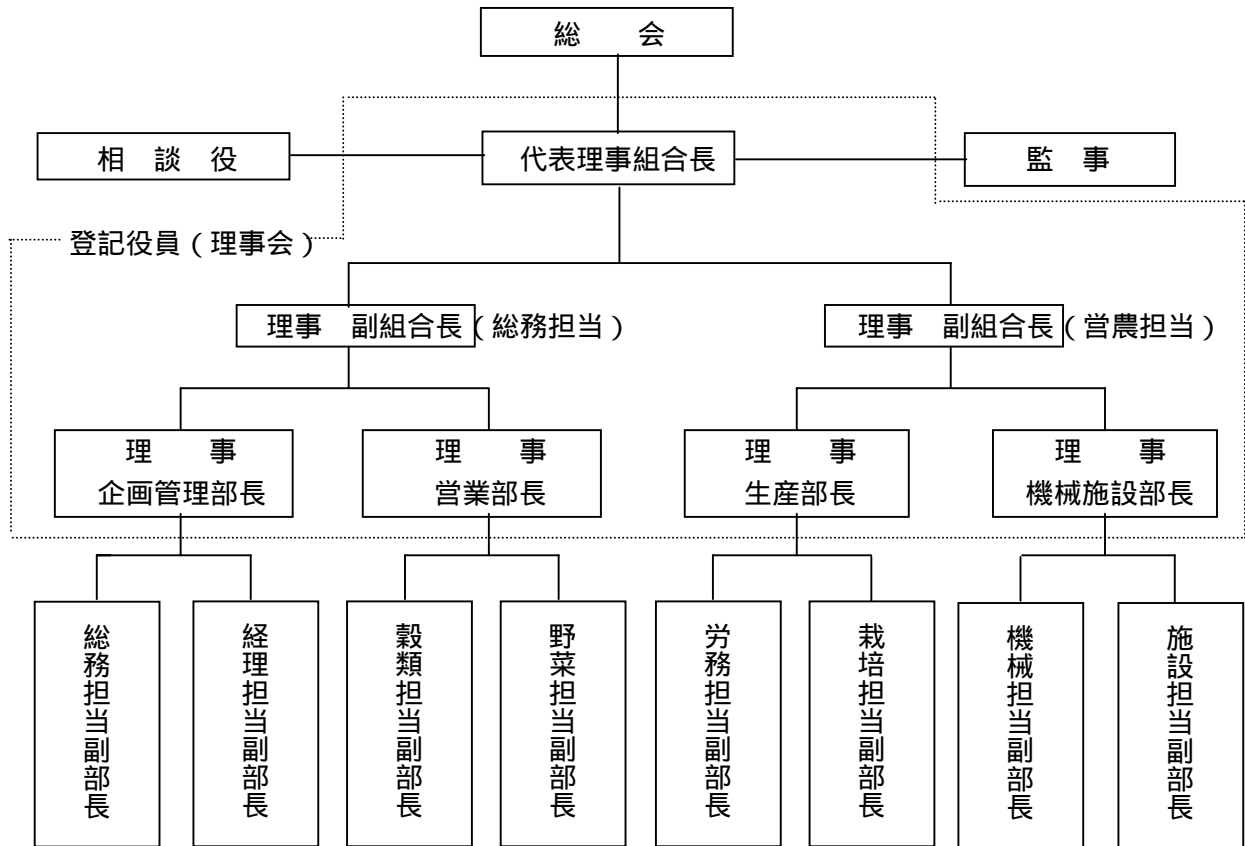 総　　会
相　談　役
代表理事組合長
監　事
登記役員（理事会）
理事　副組合長（総務担当）
理事　副組合長（営農担当）
理　　事
企画管理部長
理　　事
営業部長
理　　事
生産部長
理　　事
機械施設部長
総務担当副部長
経理担当副部長
穀類担当副部長
野菜担当副部長
労務担当副部長
栽培担当副部長
機械担当副部長
施設担当副部長